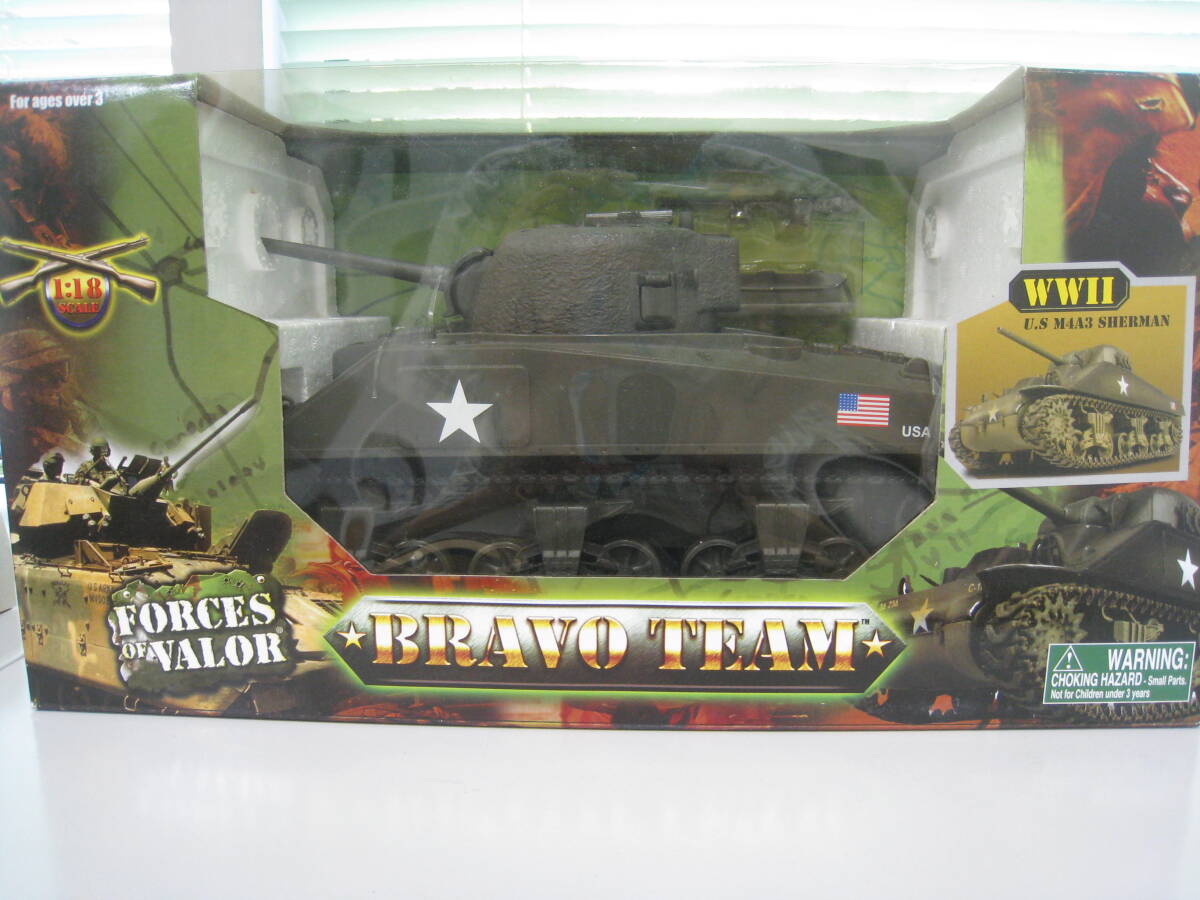 For ages over 3
1:18
SCALE
WWII
U.S M4A3 SHERMAN
USA
FORCES
OF VALOR
BRAVO TEAM™
WARNING:
CHOKING HAZARD - Small Parts.
Not for Children under 3 years